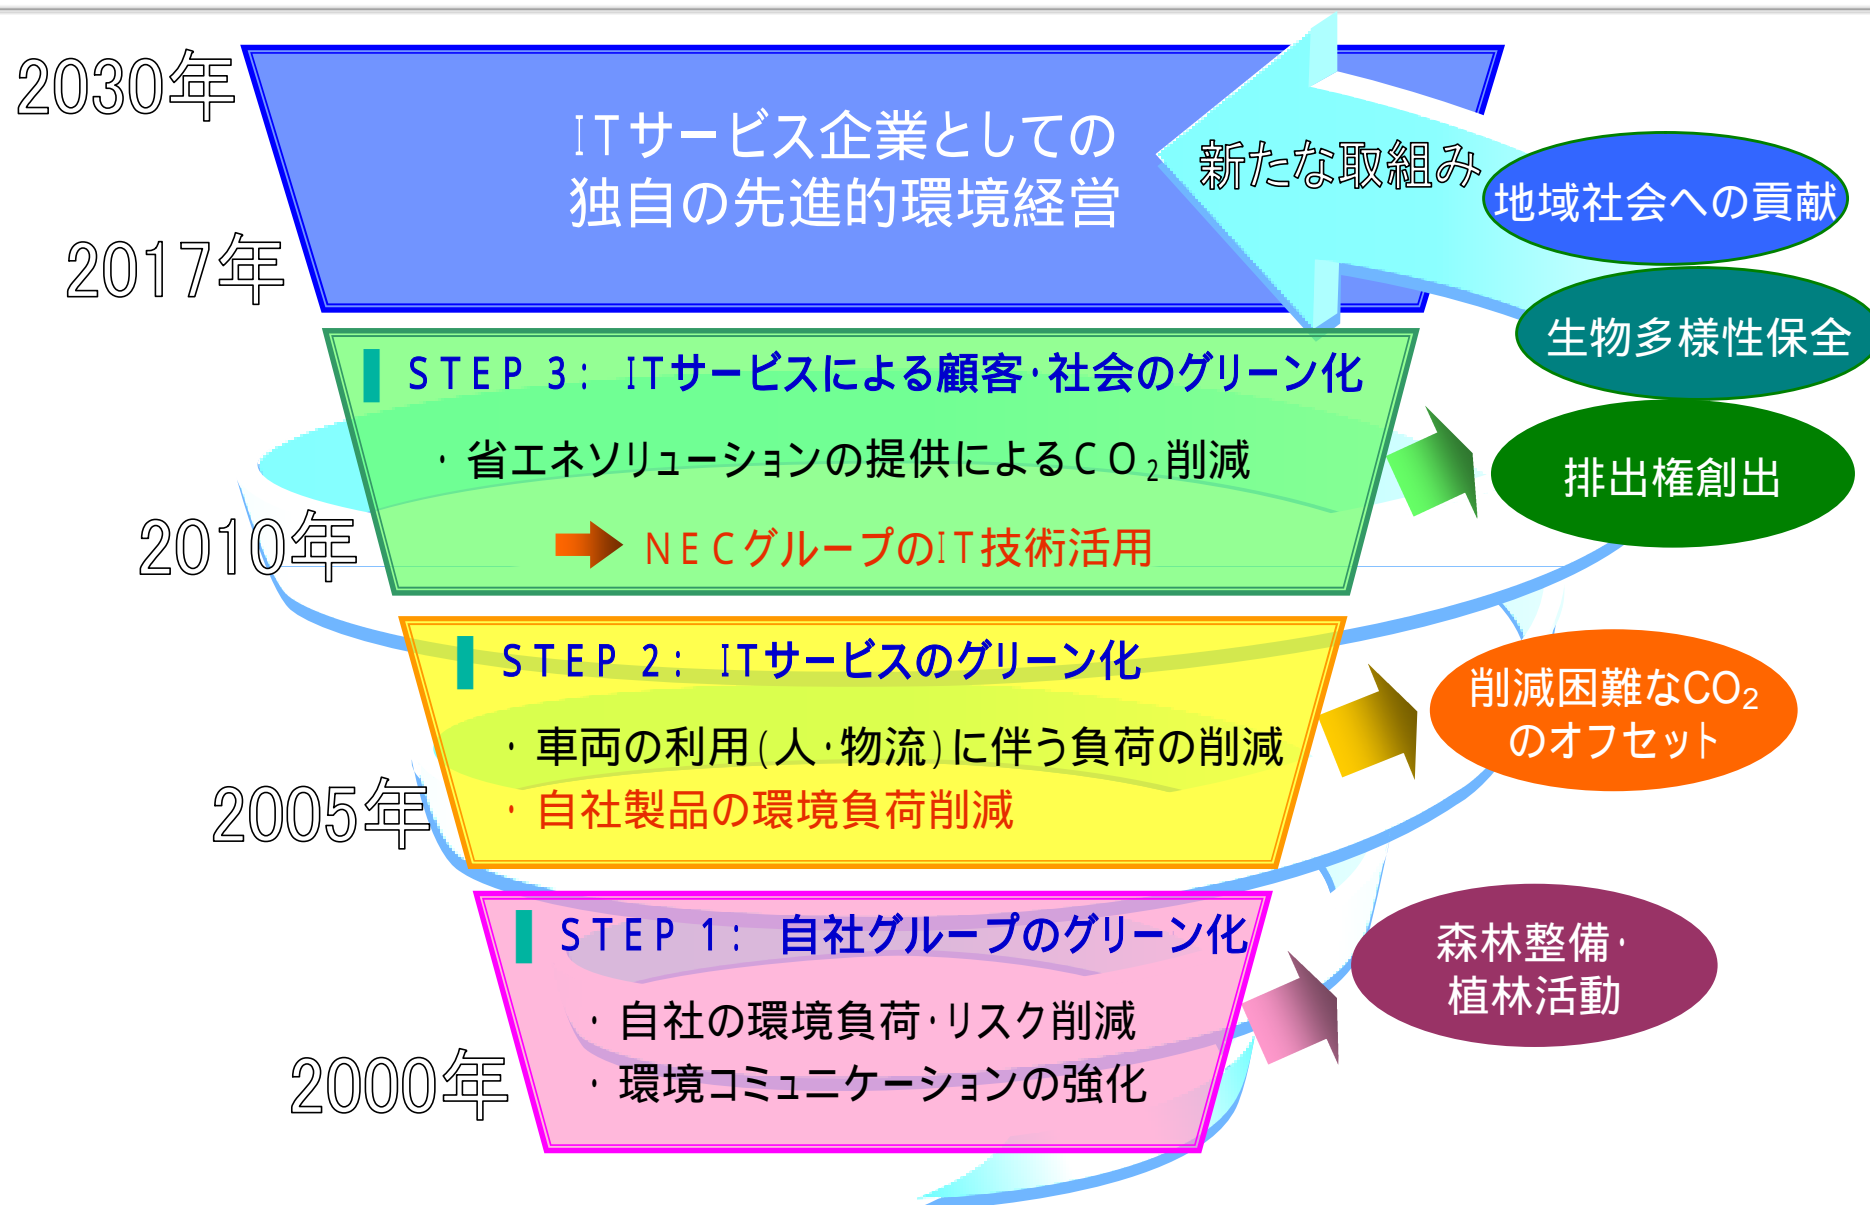 2030年
ITサービス企業としての
独自の先進的環境経営
新たな取組み
地域社会への貢献
2017年
生物多様性保全
STEP 3: ITサービスによる顧客・社会のグリーン化
・省エネソリューションの提供によるCO₂削減
排出権創出
NECグループのIT技術活用
2010年
STEP 2: ITサービスのグリーン化
・車両の利用(人・物流)に伴う負荷の削減
・自社製品の環境負荷削減
削減困難なCO₂
のオフセット
2005年
STEP 1: 自社グループのグリーン化
・自社の環境負荷・リスク削減
・環境コミュニケーションの強化
森林整備・
植林活動
2000年